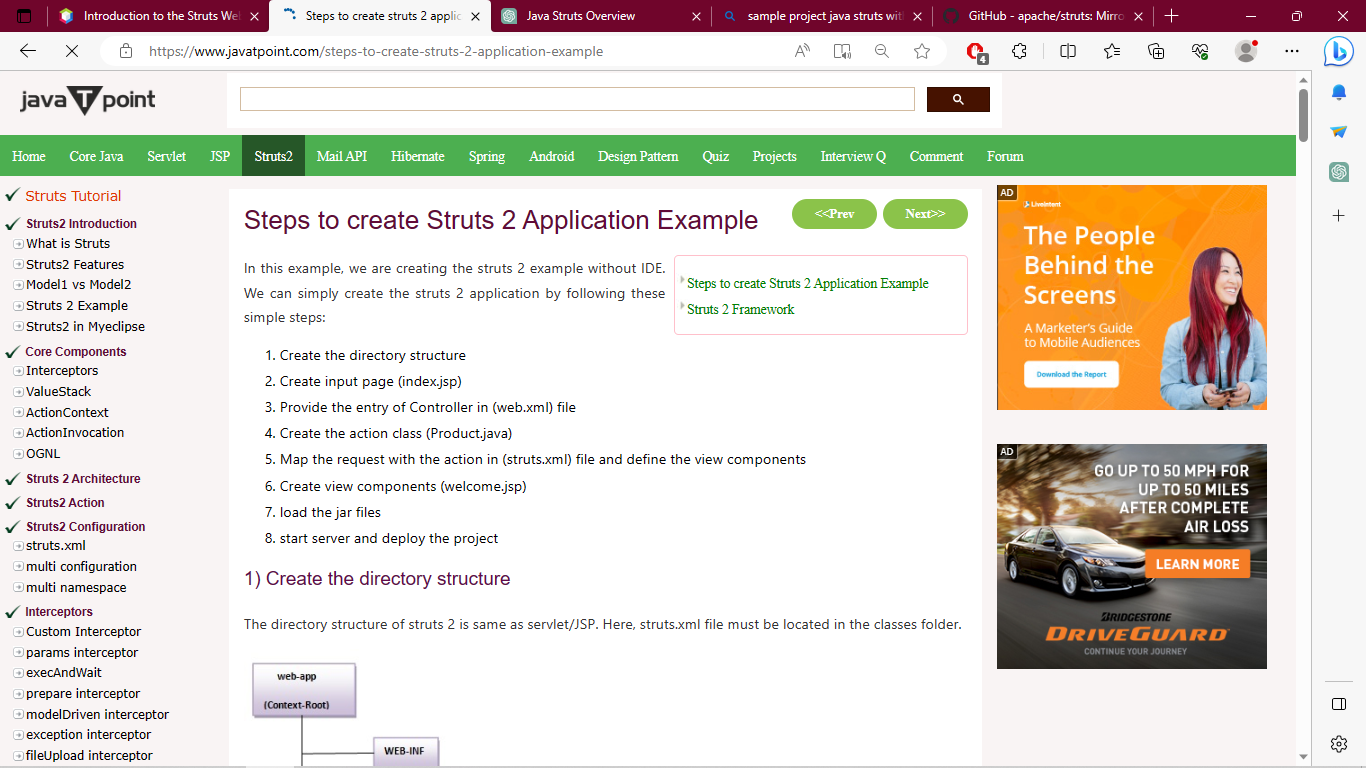 Introduction to the Struts We
Steps to create struts 2 applic
Java Struts Overview
sample project java struts wit
GitHub - apache/struts: Mirro
https://www.javatpoint.com/steps-to-create-struts-2-application-example
4
javaTpoint
Home Core Java Servlet JSP Struts2 Mail API Hibernate Spring Android Design Pattern Quiz Projects Interview Q Comment Forum
Struts Tutorial
Struts2 Introduction
What is Struts
Struts2 Features
Model1 vs Model2
Struts 2 Example
Struts2 in Myeclipse
Core Components
Interceptors
ValueStack
ActionContext
ActionInvocation
OGNL
Struts 2 Architecture
Struts2 Action
Struts2 Configuration
struts.xml
multi configuration
multi namespace
Interceptors
Custom Interceptor
params interceptor
execAndWait
prepare interceptor
modelDriven interceptor
exception interceptor
fileUpload interceptor
Steps to create Struts 2 Application Example
<<Prev
Next>>
In this example, we are creating the struts 2 example without IDE.
We can simply create the struts 2 application by following these
simple steps:
Steps to create Struts 2 Application Example
Struts 2 Framework
1. Create the directory structure
2. Create input page (index.jsp)
3. Provide the entry of Controller in (web.xml) file
4. Create the action class (Product.java)
5. Map the request with the action in (struts.xml) file and define the view components
6. Create view components (welcome.jsp)
7. load the jar files
8. start server and deploy the project
1) Create the directory structure
The directory structure of struts 2 is same as servlet/JSP. Here, struts.xml file must be located in the classes folder.
web-app
(Context-Root)
WEB-INF
AD
LiveIntent
The People
Behind the
Screens
A Marketer's Guide
to Mobile Audiences
Download the Report
AD
GO UP TO 50 MPH FOR
UP TO 50 MILES
AFTER COMPLETE
AIR LOSS
LEARN MORE
BRIDGESTONE
DRIVEGUARD
CONTINUE YOUR JOURNEY